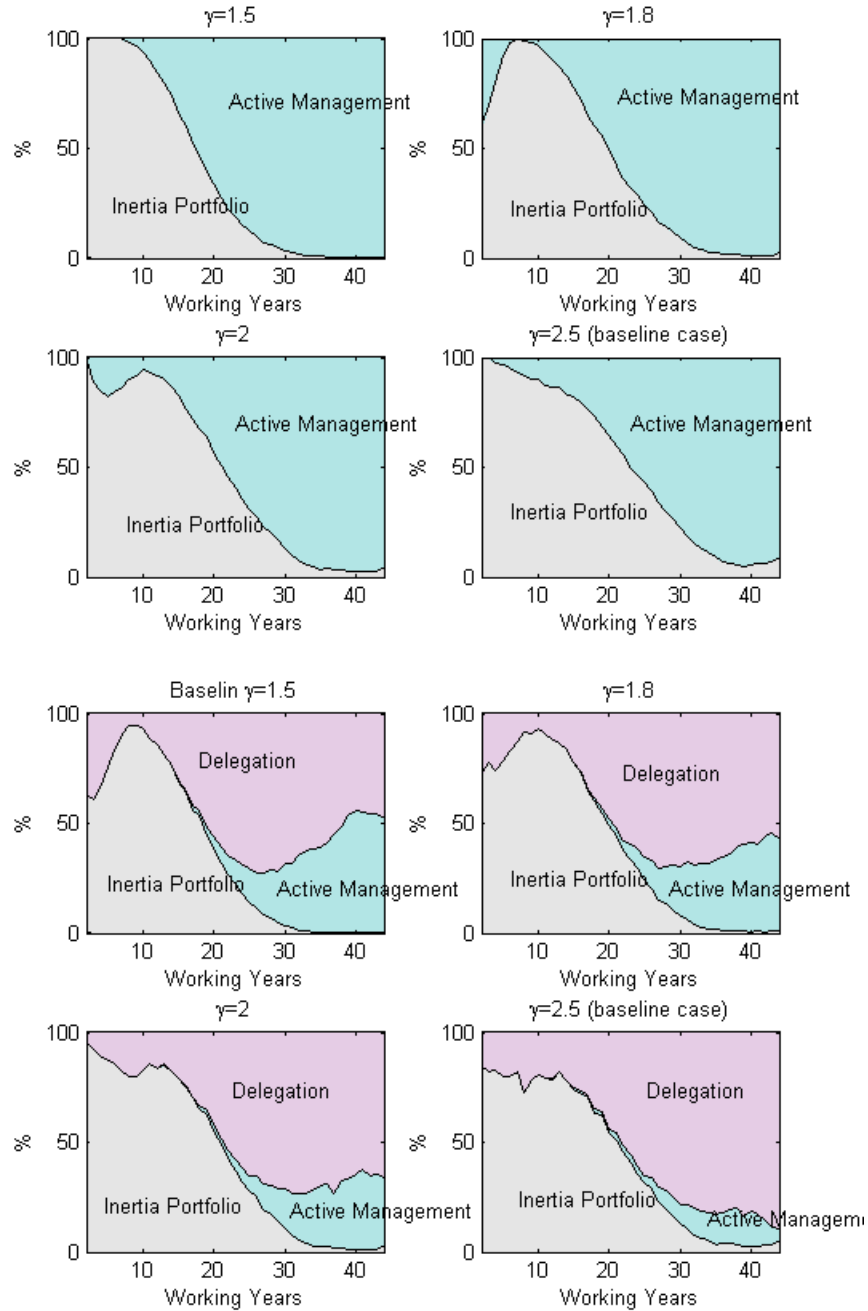 γ=1.5
100
50
0
%
Active Management
Inertia Portfolio
10 20 30 40
Working Years
γ=1.8
100
50
0
%
Active Management
Inertia Portfolio
10 20 30 40
Working Years
γ=2
100
50
0
%
Active Management
Inertia Portfolio
10 20 30 40
Working Years
γ=2.5 (baseline case)
100
50
0
%
Active Management
Inertia Portfolio
10 20 30 40
Working Years
Baselin γ=1.5
100
50
0
%
Delegation
Inertia Portfolio
Active Management
10 20 30 40
Working Years
γ=1.8
100
50
0
%
Delegation
Inertia Portfolio
Active Management
10 20 30 40
Working Years
γ=2
100
50
0
%
Delegation
Inertia Portfolio
Active Management
10 20 30 40
Working Years
γ=2.5 (baseline case)
100
50
0
%
Delegation
Inertia Portfolio
Active Manageme
10 20 30 40
Working Years